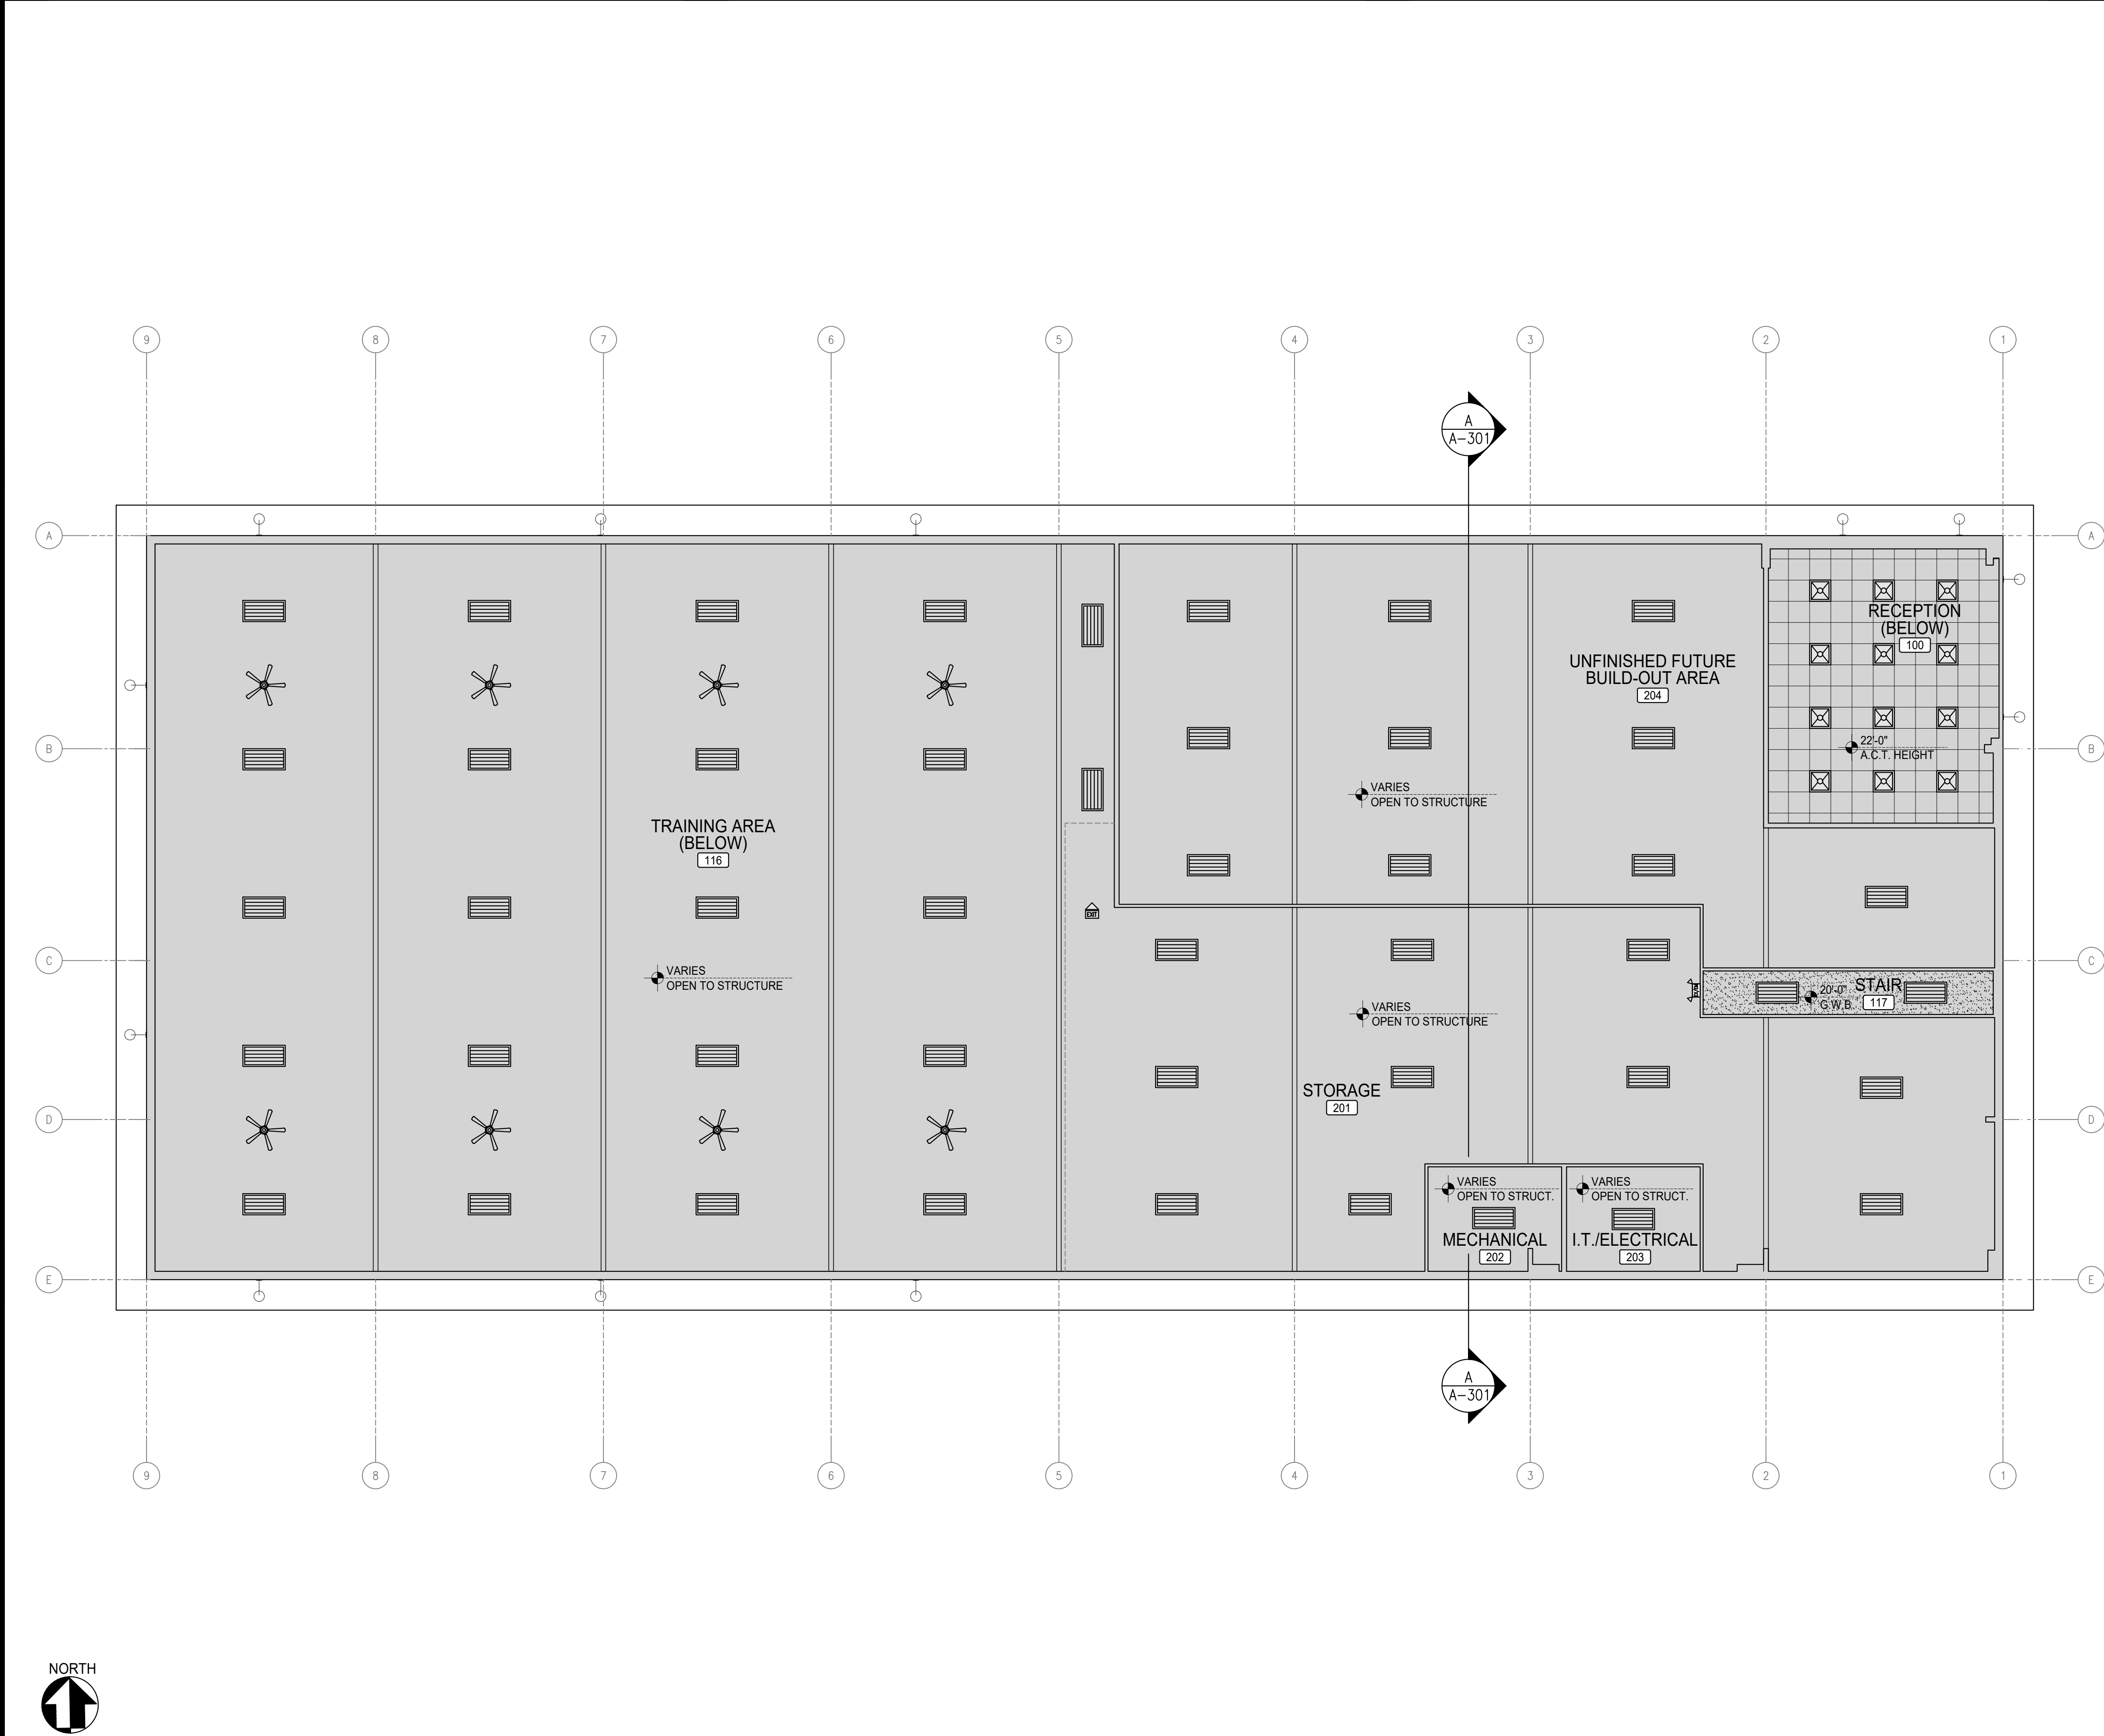 9 8 7 6 5 4 3 2 1
A
A-301
A A
RECEPTION
(BELOW)
100
UNFINISHED FUTURE
BUILD-OUT AREA
204
22'-0"
A.C.T. HEIGHT
B B
VARIES
OPEN TO STRUCTURE
TRAINING AREA
(BELOW)
116
EXIT
C C
VARIES
OPEN TO STRUCTURE
20'-0"
G.W.B.
STAIR
117
EXIT
VARIES
OPEN TO STRUCTURE
STORAGE
201
D D
VARIES
OPEN TO STRUCT.
MECHANICAL
202
VARIES
OPEN TO STRUCT.
I.T./ELECTRICAL
203
E E
A
A-301
9 8 7 6 5 4 3 2 1
NORTH